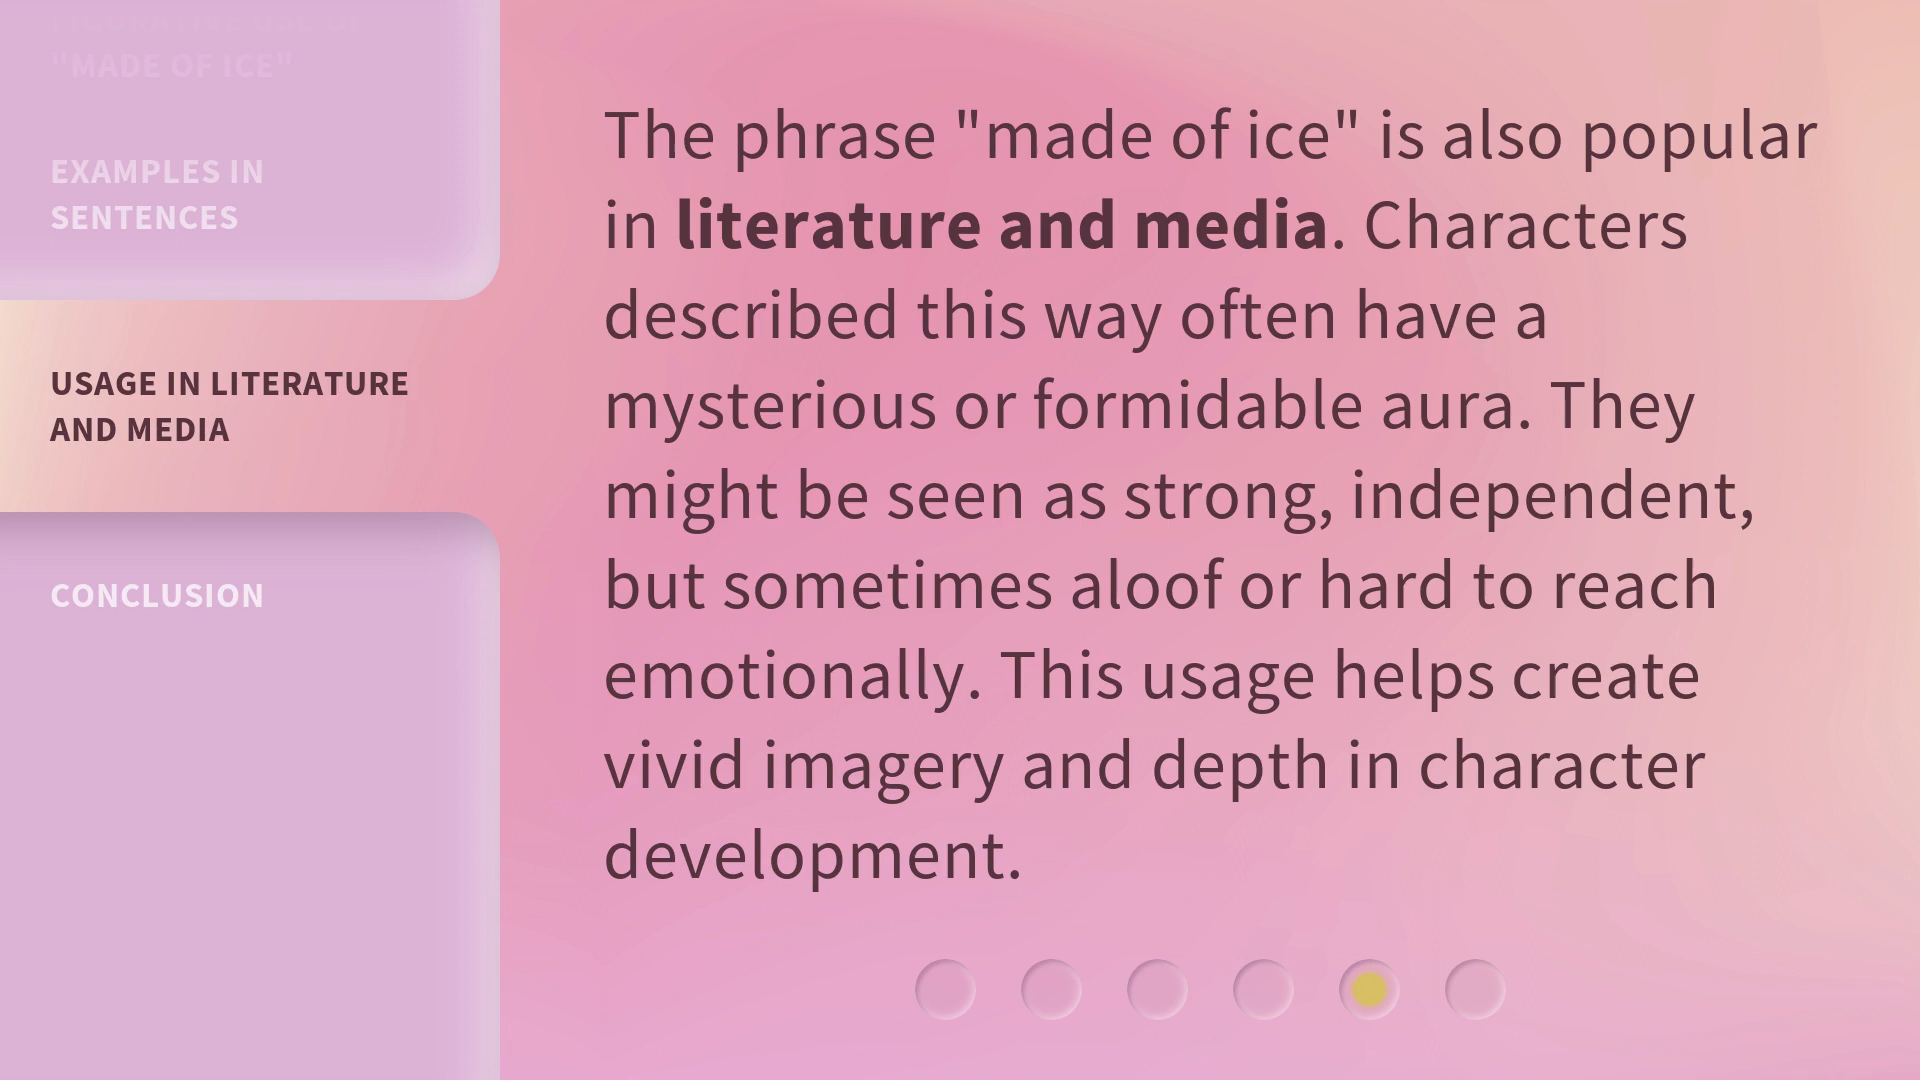 "MADE OF ICE"
EXAMPLES IN
SENTENCES
USAGE IN LITERATURE
AND MEDIA
CONCLUSION
The phrase "made of ice" is also popular
in literature and media. Characters
described this way often have a
mysterious or formidable aura. They
might be seen as strong, independent,
but sometimes aloof or hard to reach
emotionally. This usage helps create
vivid imagery and depth in character
development.